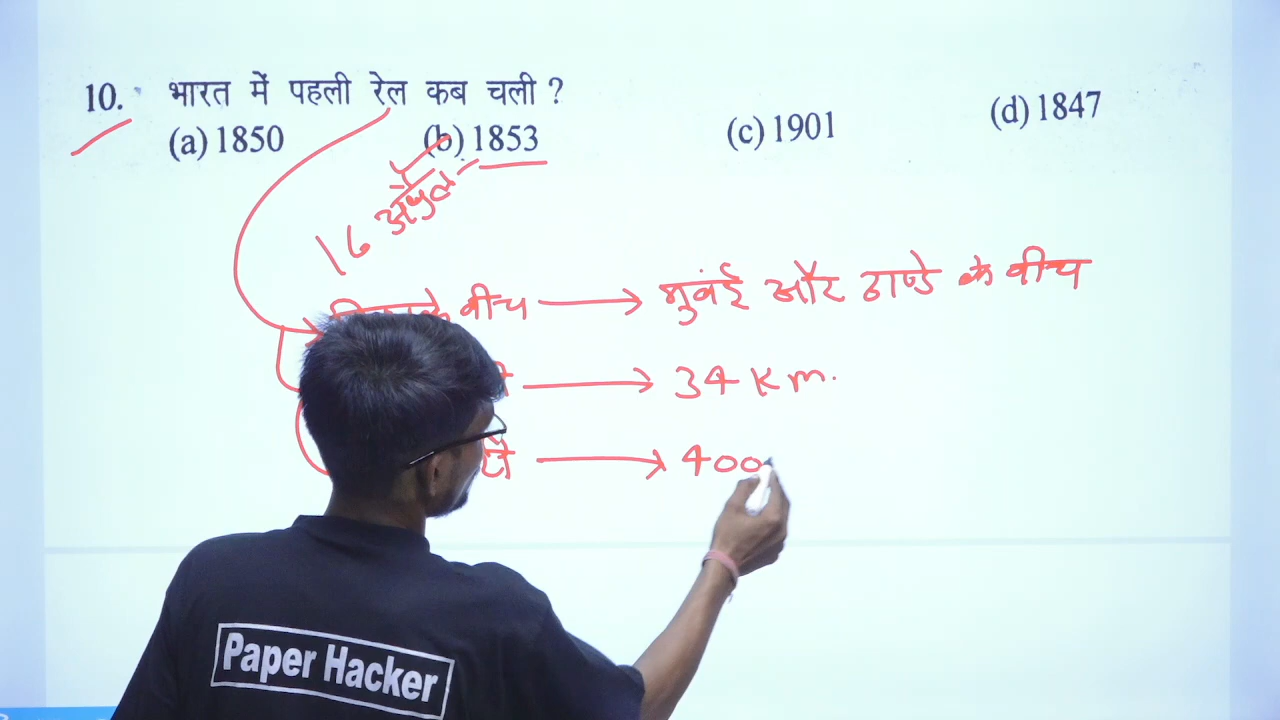 10. भारत में पहली रेल कब चली ?
(a) 1850 (b) 1853 (c) 1901 (d) 1847
16 अप्रैल
के बीच → मुंबई और ठाण्डे के बीच
→ 34 Km.
→ 400
Paper Hacker